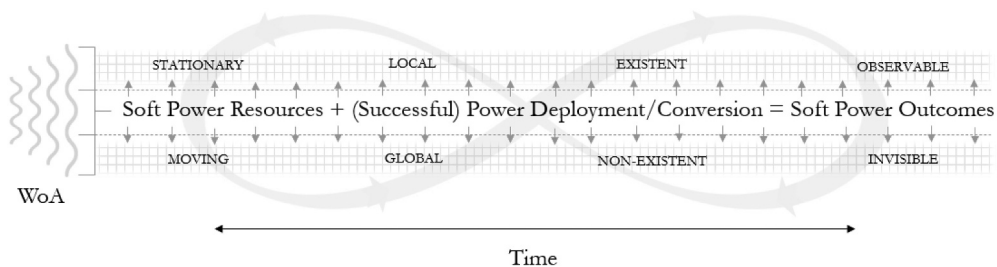 STATIONARY LOCAL EXISTENT OBSERVABLE
Soft Power Resources + (Successful) Power Deployment/Conversion = Soft Power Outcomes
MOVING GLOBAL NON-EXISTENT INVISIBLE
WoA
Time